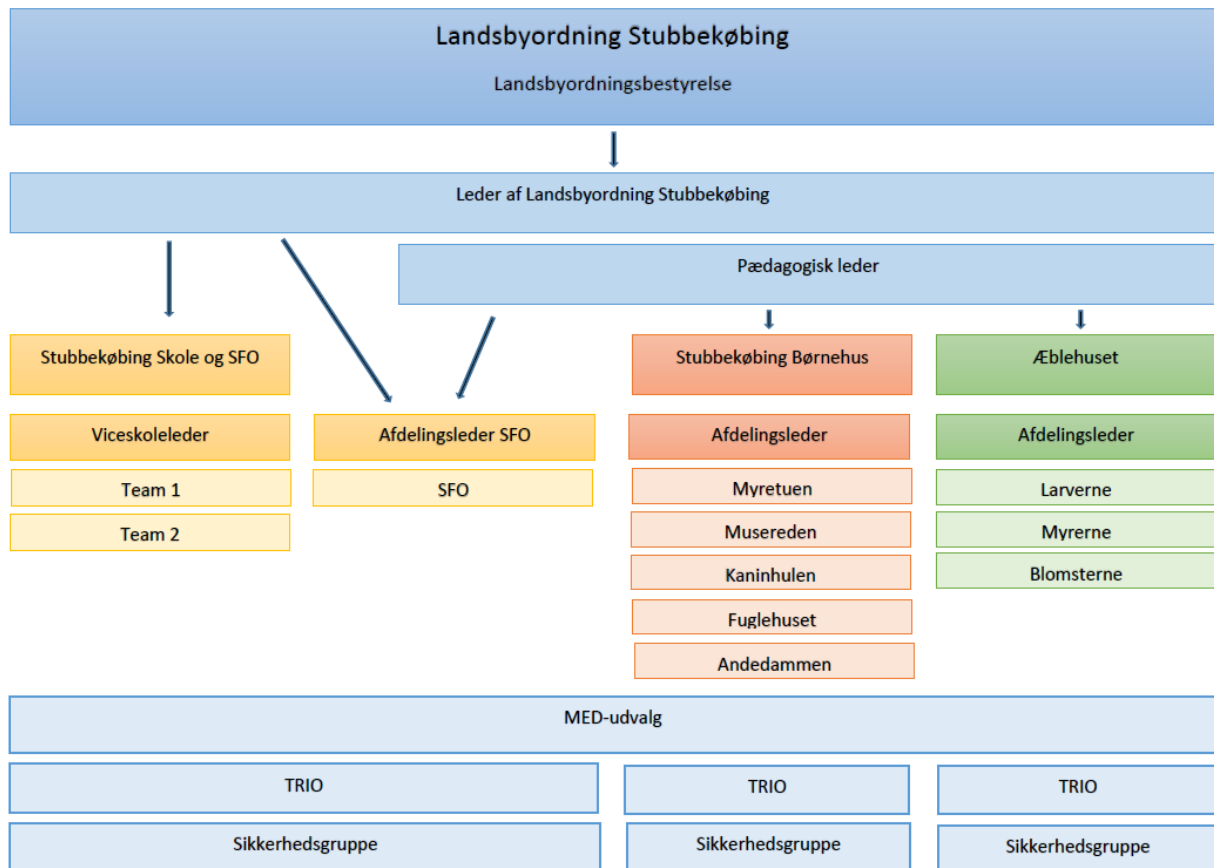 Landsbyordning Stubbekøbing
Landsbyordningsbestyrelse
Leder af Landsbyordning Stubbekøbing
Pædagogisk leder
Stubbekøbing Skole og SFO
Stubbekøbing Børnehus
Æblehuset
Viceskoleleder
Afdelingsleder SFO
Afdelingsleder
Afdelingsleder
Team 1
SFO
Myretuen
Larverne
Team 2
Musereden
Myrerne
Kaninhulen
Blomsterne
Fuglehuset
Andedammen
MED-udvalg
TRIO
TRIO
TRIO
Sikkerhedsgruppe
Sikkerhedsgruppe
Sikkerhedsgruppe